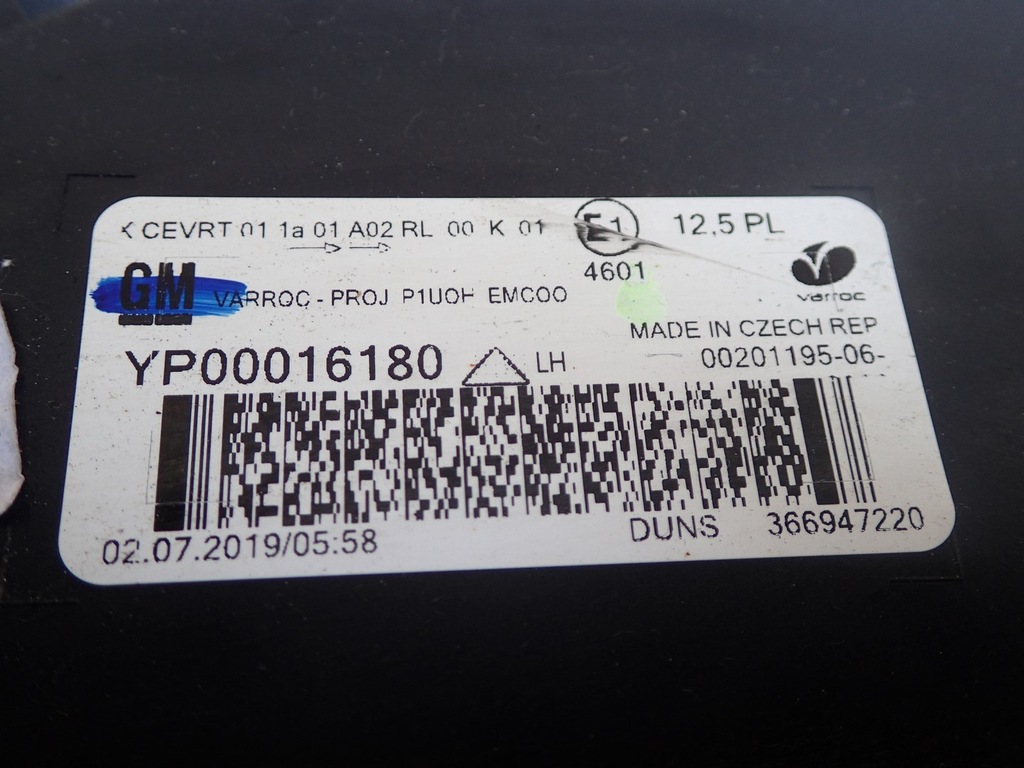 X CEVRT 01 1a 01 A02 RL 00 K 01 E1 12,5 PL
4601
GM VARROC - PROJ P1UOH EMCOO
varroc
MADE IN CZECH REP
YP00016180 LH 00201195-06-
DUNS 366947220
02.07.2019/05:58